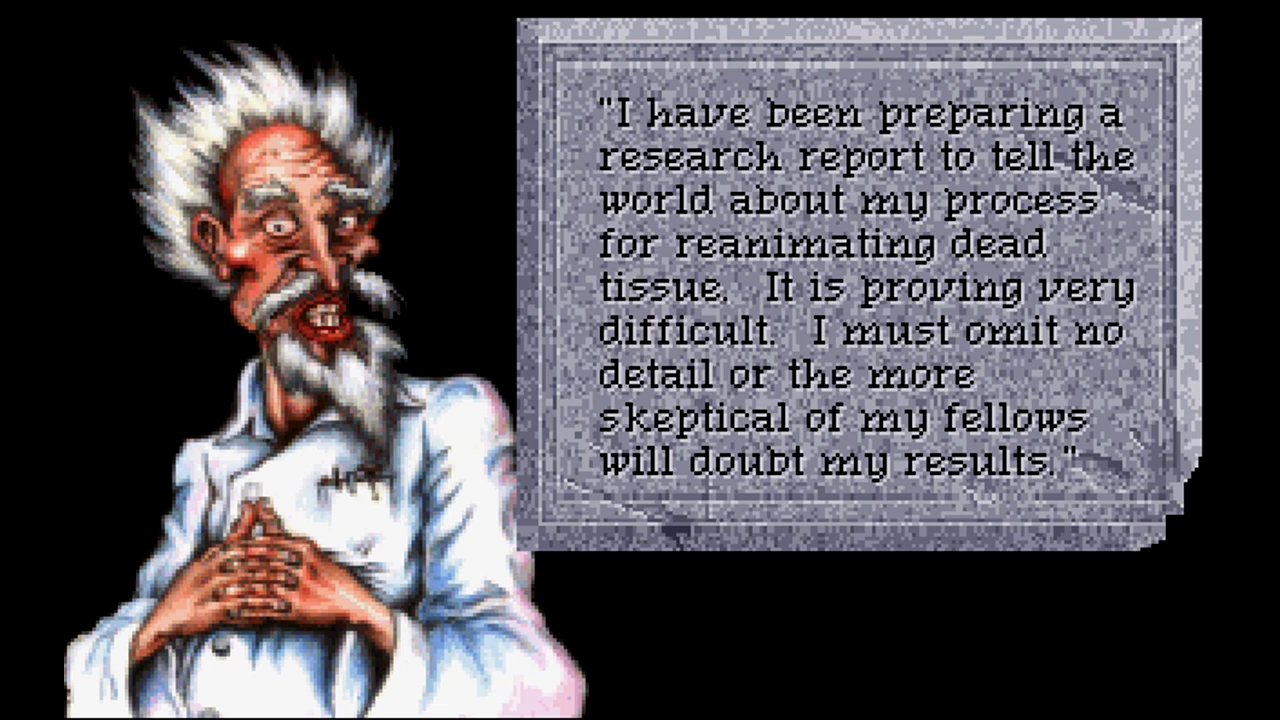 "I have been preparing a
research report to tell the
world about my process
for reanimating dead
tissue.  It is proving very
difficult.  I must omit no
detail or the more
skeptical of my fellows
will doubt my results."